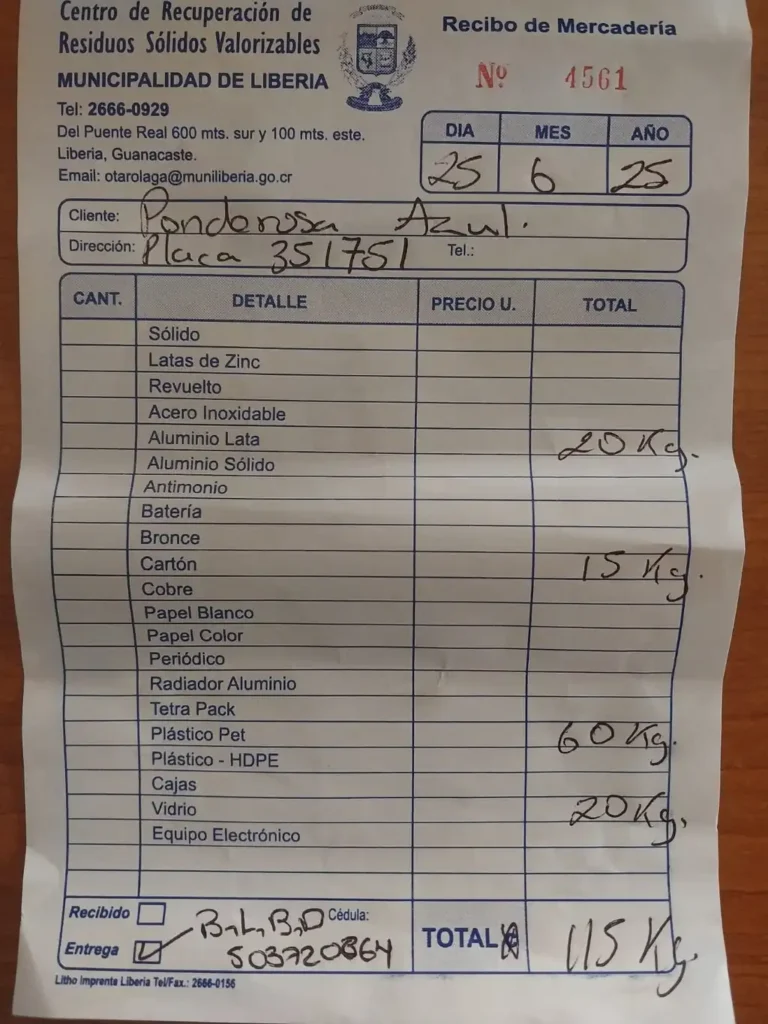 Centro de Recuperación de
Residuos Sólidos Valorizables
MUNICIPALIDAD DE LIBERIA
Tel: 2666-0929
Del Puente Real 600 mts. sur y 100 mts. este.
Liberia, Guanacaste.
Email: otarolaga@muniliberia.go.cr
Recibo de Mercadería
Nº 4561
DIA MES AÑO
25 6 25
Cliente: Ponderosa Azul.
Dirección: Placa 351751 Tel.:
CANT. DETALLE PRECIO U. TOTAL
Sólido
Latas de Zinc
Revuelto
Acero Inoxidable
Aluminio Lata 20 Kg.
Aluminio Sólido
Antimonio
Batería
Bronce
Cartón 15 Kg.
Cobre
Papel Blanco
Papel Color
Periódico
Radiador Aluminio
Tetra Pack
Plástico Pet 60 Kg.
Plástico - HDPE
Cajas
Vidrio 20 Kg.
Equipo Electrónico
Recibido B,L,B,D Cédula:
Entrega 503720864
TOTAL 115 Kg.
Litho Imprenta Liberia Tel/Fax.: 2666-0156